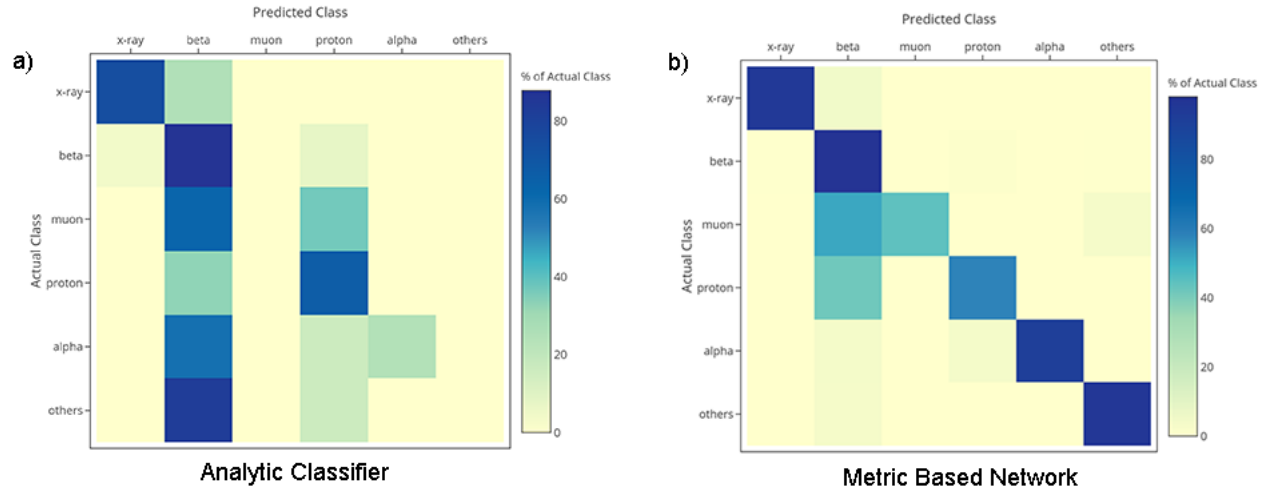 a)
Predicted Class
x-ray beta muon proton alpha others
% of Actual Class
Actual Class
x-ray
beta
muon
proton
alpha
others
80
60
40
20
0
Analytic Classifier
b)
Predicted Class
x-ray beta muon proton alpha others
% of Actual Class
Actual Class
x-ray
beta
muon
proton
alpha
others
80
60
40
20
0
Metric Based Network